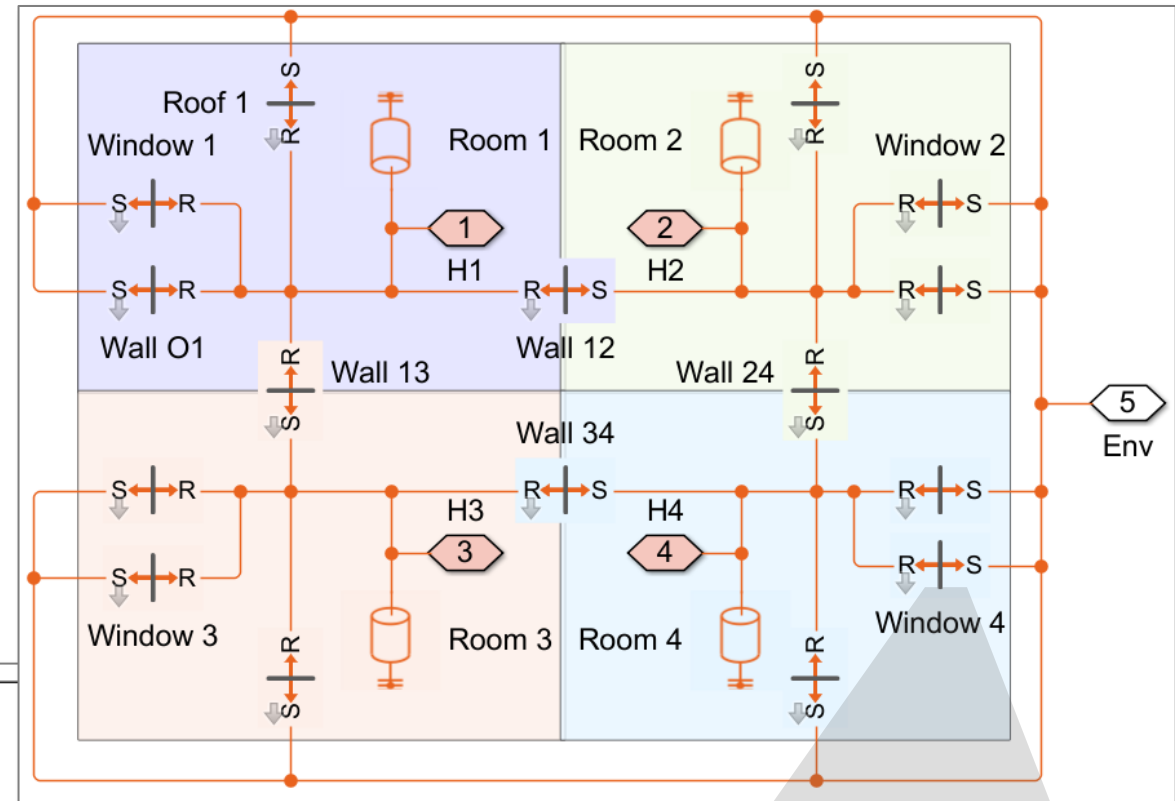 S
S
Roof 1
R
R
Window 1
Room 1
Room 2
Window 2
S R
R S
1
2
H1
H2
S R
R S
R S
Wall O1
Wall 12
R
Wall 13
Wall 24
R
5
S
S
Env
Wall 34
S R
R S
R S
H3
H4
3
4
S R
R S
Window 3
Room 3
Room 4
Window 4
R
R
S
S